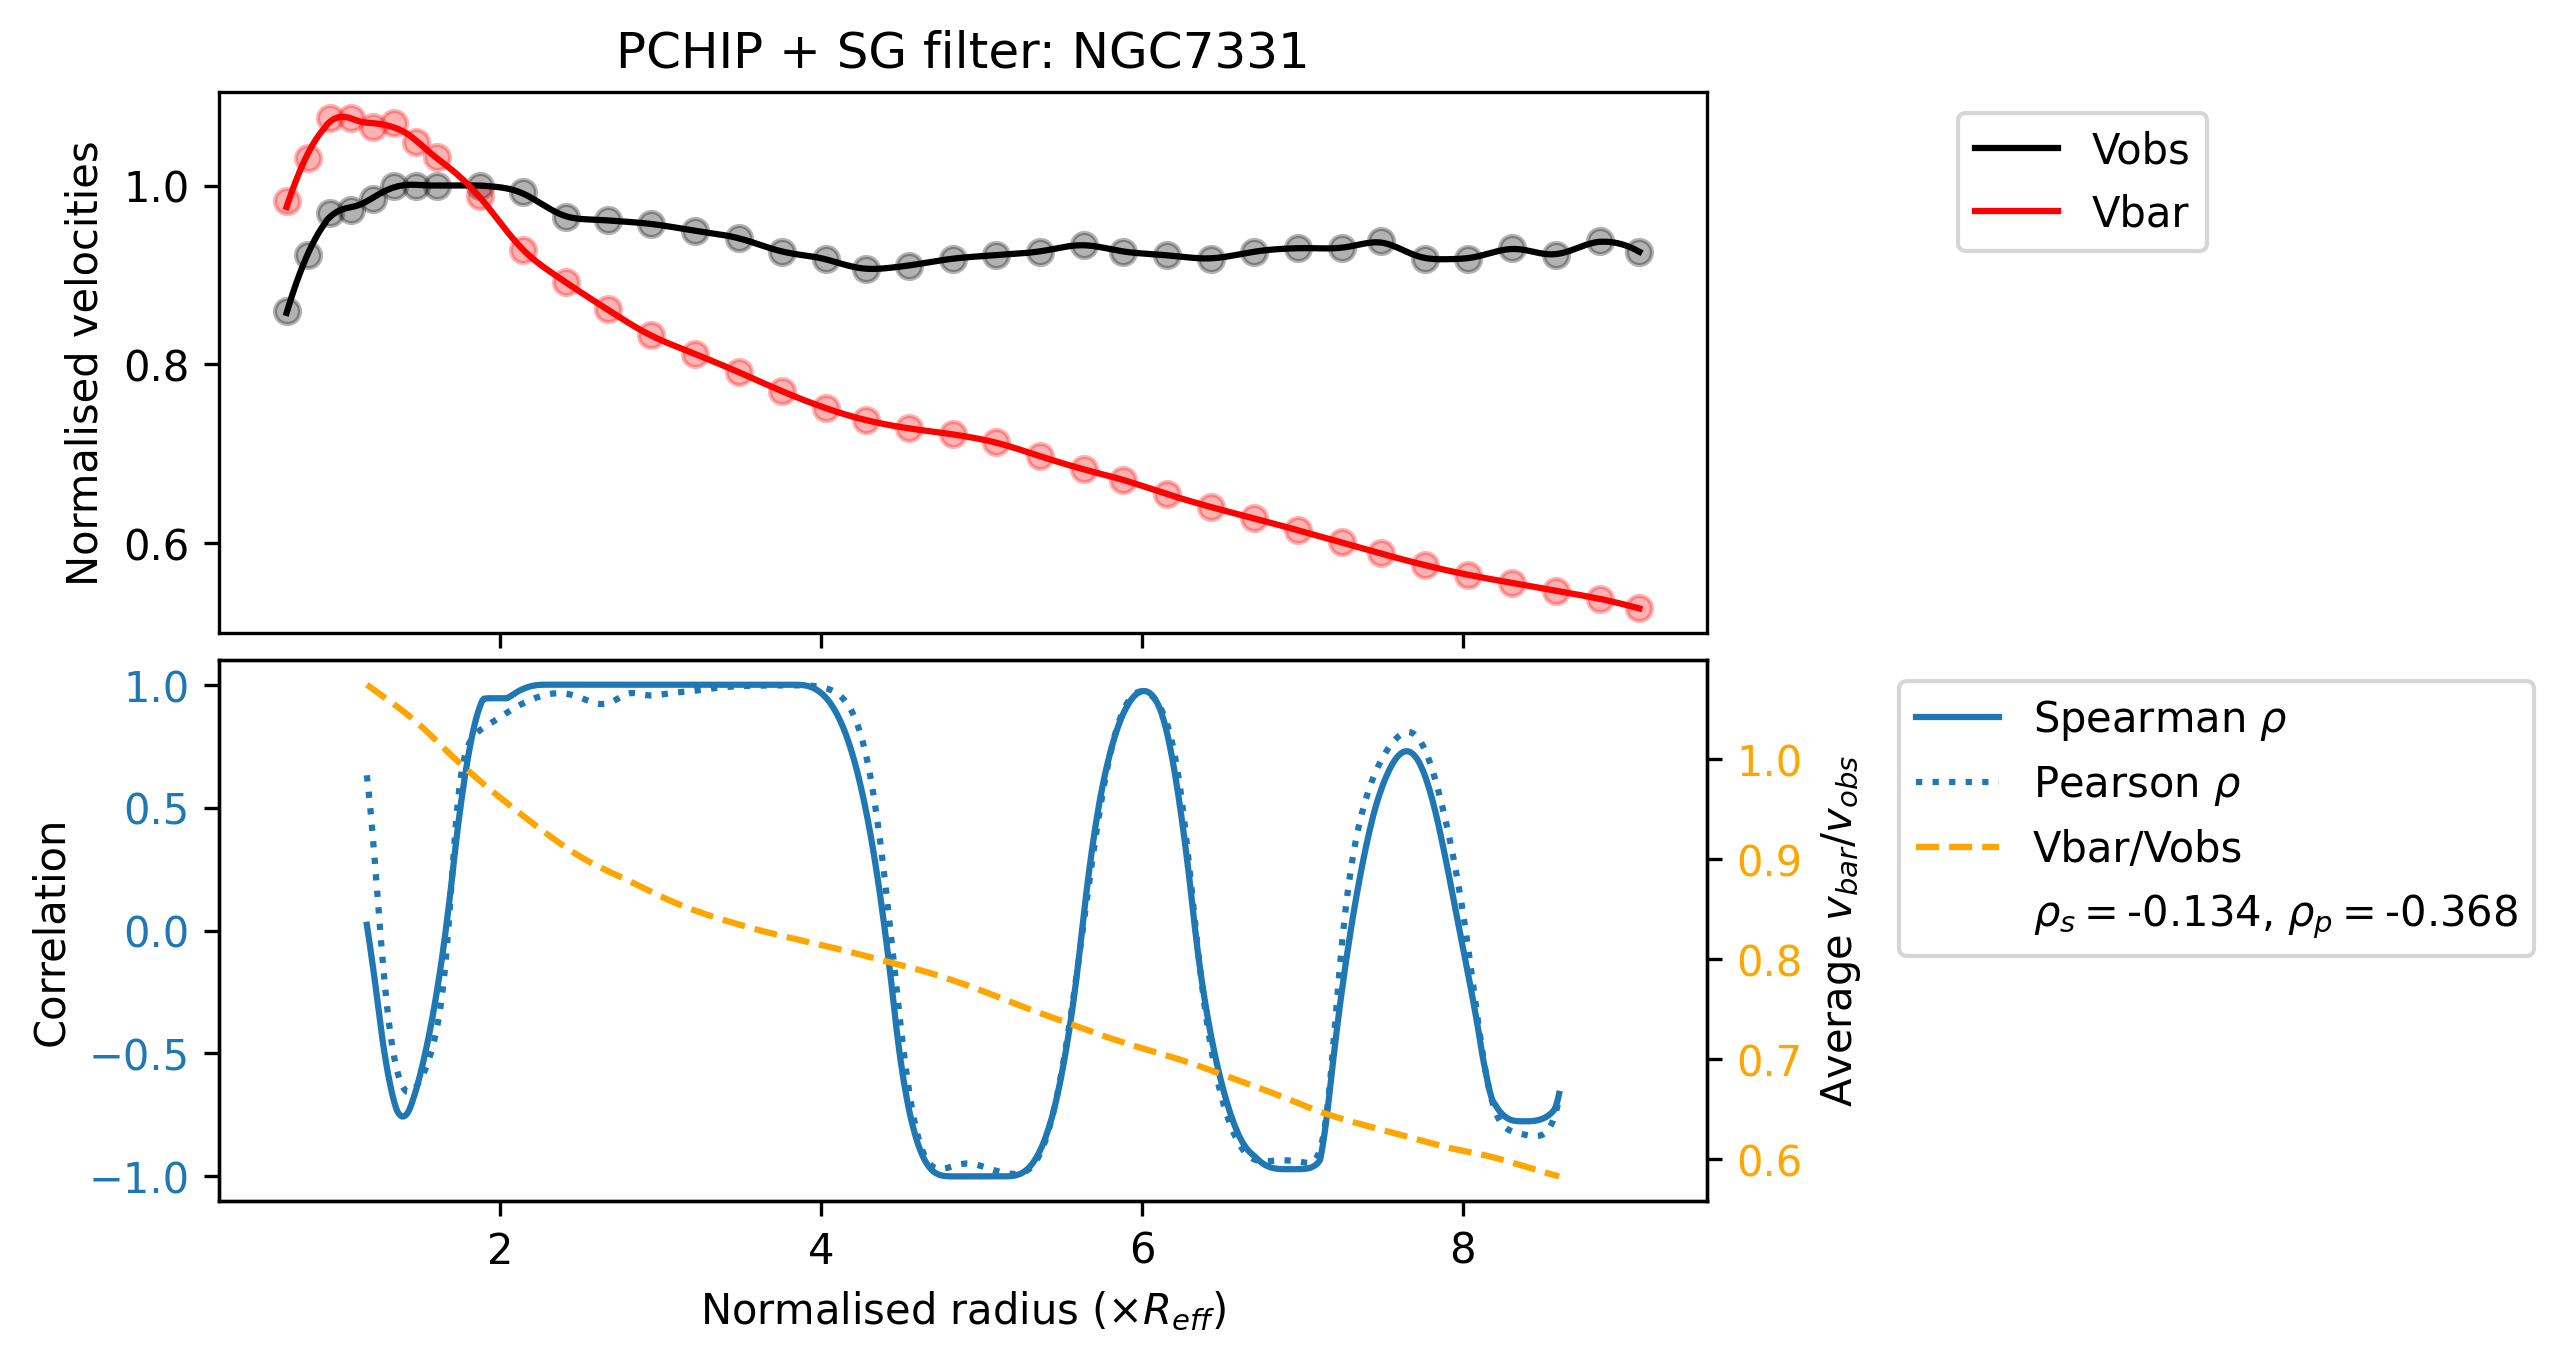 PCHIP + SG filter: NGC7331
Normalised velocities
1.0
0.8
0.6
Vobs
Vbar
Correlation
1.0
0.5
0.0
−0.5
−1.0
2
4
6
8
Normalised radius (×R_eff)
1.0
0.9
0.8
0.7
0.6
Average v_bar/v_obs
Spearman ρ
Pearson ρ
Vbar/Vobs
ρ_s = -0.134, ρ_p = -0.368